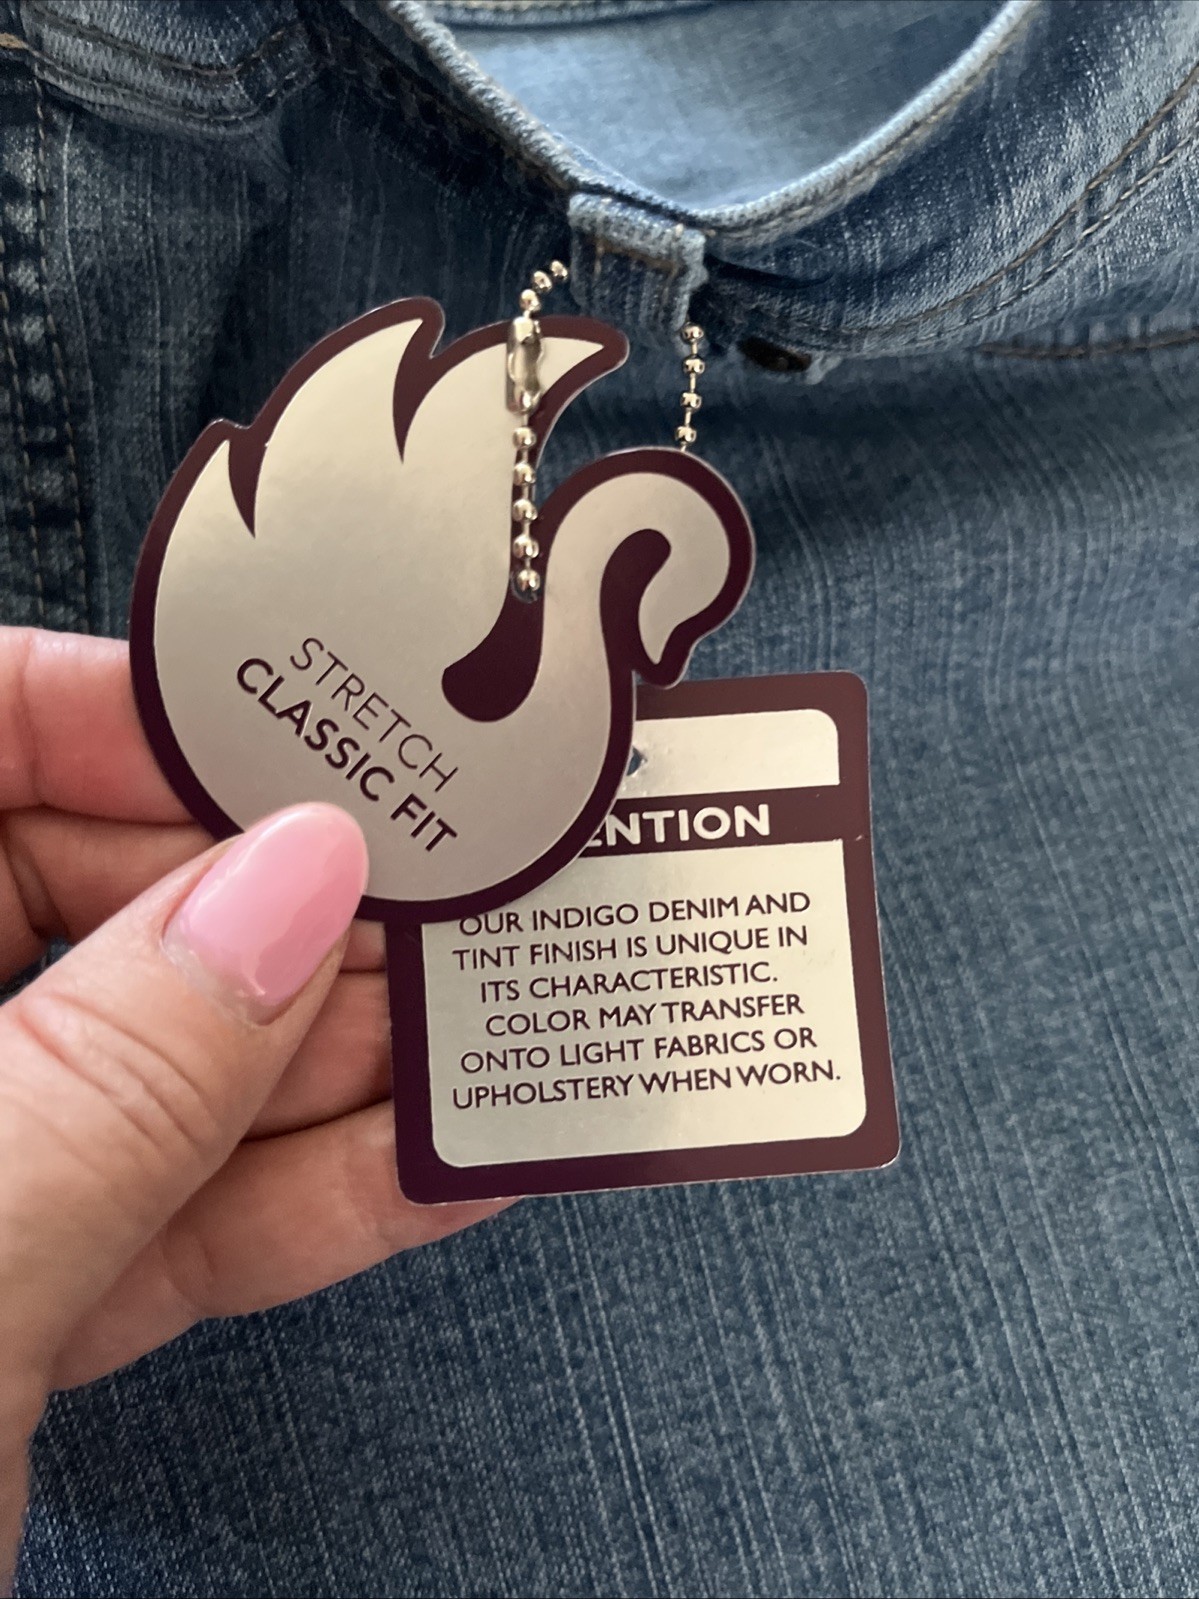 STRETCH
CLASSIC FIT
ENTION
OUR INDIGO DENIM AND
TINT FINISH IS UNIQUE IN
ITS CHARACTERISTIC.
COLOR MAY TRANSFER
ONTO LIGHT FABRICS OR
UPHOLSTERY WHEN WORN.